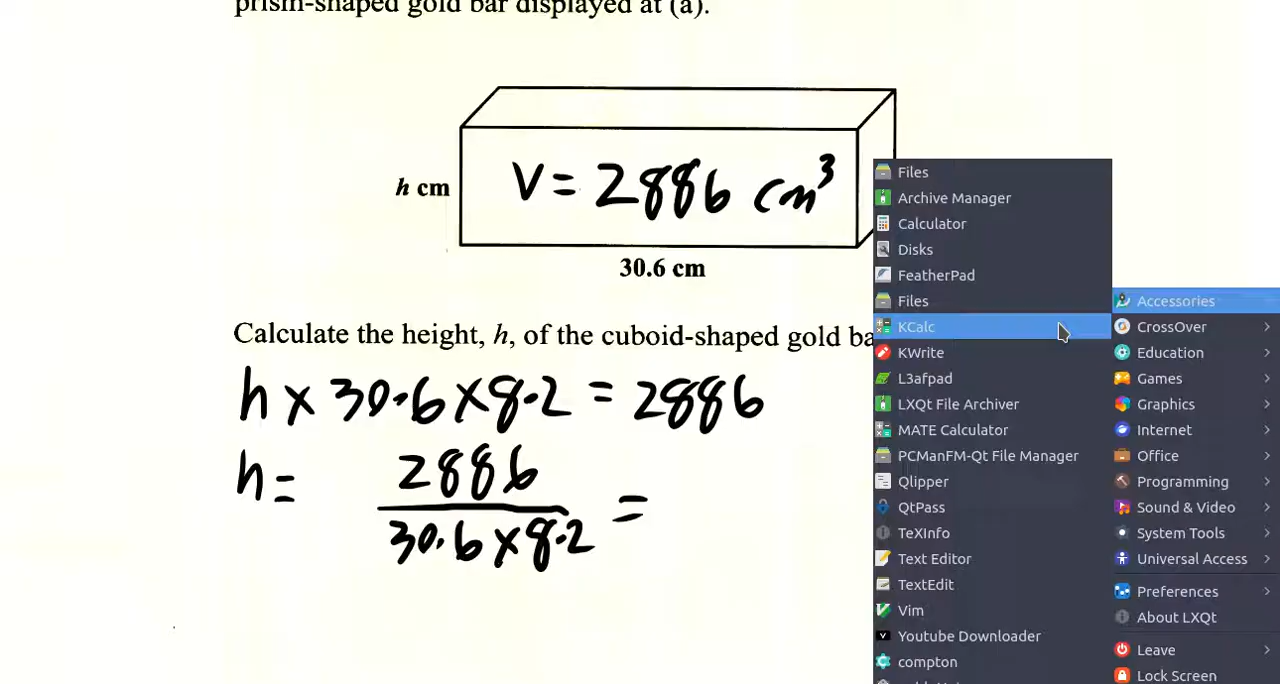 prism-shaped gold bar displayed at (a).
h cm
V = 2886 cm³
30.6 cm
Calculate the height, h, of the cuboid-shaped gold ba
h × 30.6 × 8.2 = 2886
h = 2886 / 30.6 × 8.2 =
Files
Archive Manager
Calculator
Disks
FeatherPad
Files
KCalc
KWrite
L3afpad
LXQt File Archiver
MATE Calculator
PCManFM-Qt File Manager
Qlipper
QtPass
TeXInfo
Text Editor
TextEdit
Vim
Youtube Downloader
compton
Accessories
CrossOver
Education
Games
Graphics
Internet
Office
Programming
Sound & Video
System Tools
Universal Access
Preferences
About LXQt
Leave
Lock Screen